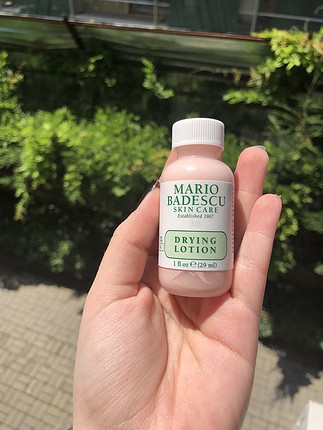 MARIO
BADESCU
SKIN CARE
Established 1967
DRYING
LOTION
1 fl oz ℮ (29 ml)